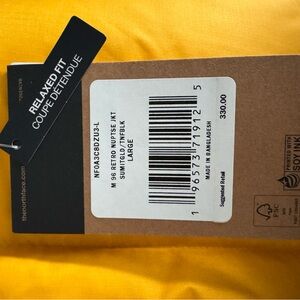 RELAXED FIT
COUPE DÉTENDUE
NF0A3C8DZU3-L
M 96 RETRO NUPTSE JKT
SUMITGLD/TNFBLK
LARGE
1 96573 71912 5
MADE IN BANGLADESH
Suggested Retail
330.00
thenorthface.com
PRINTED WITH
SOY INK
FSC